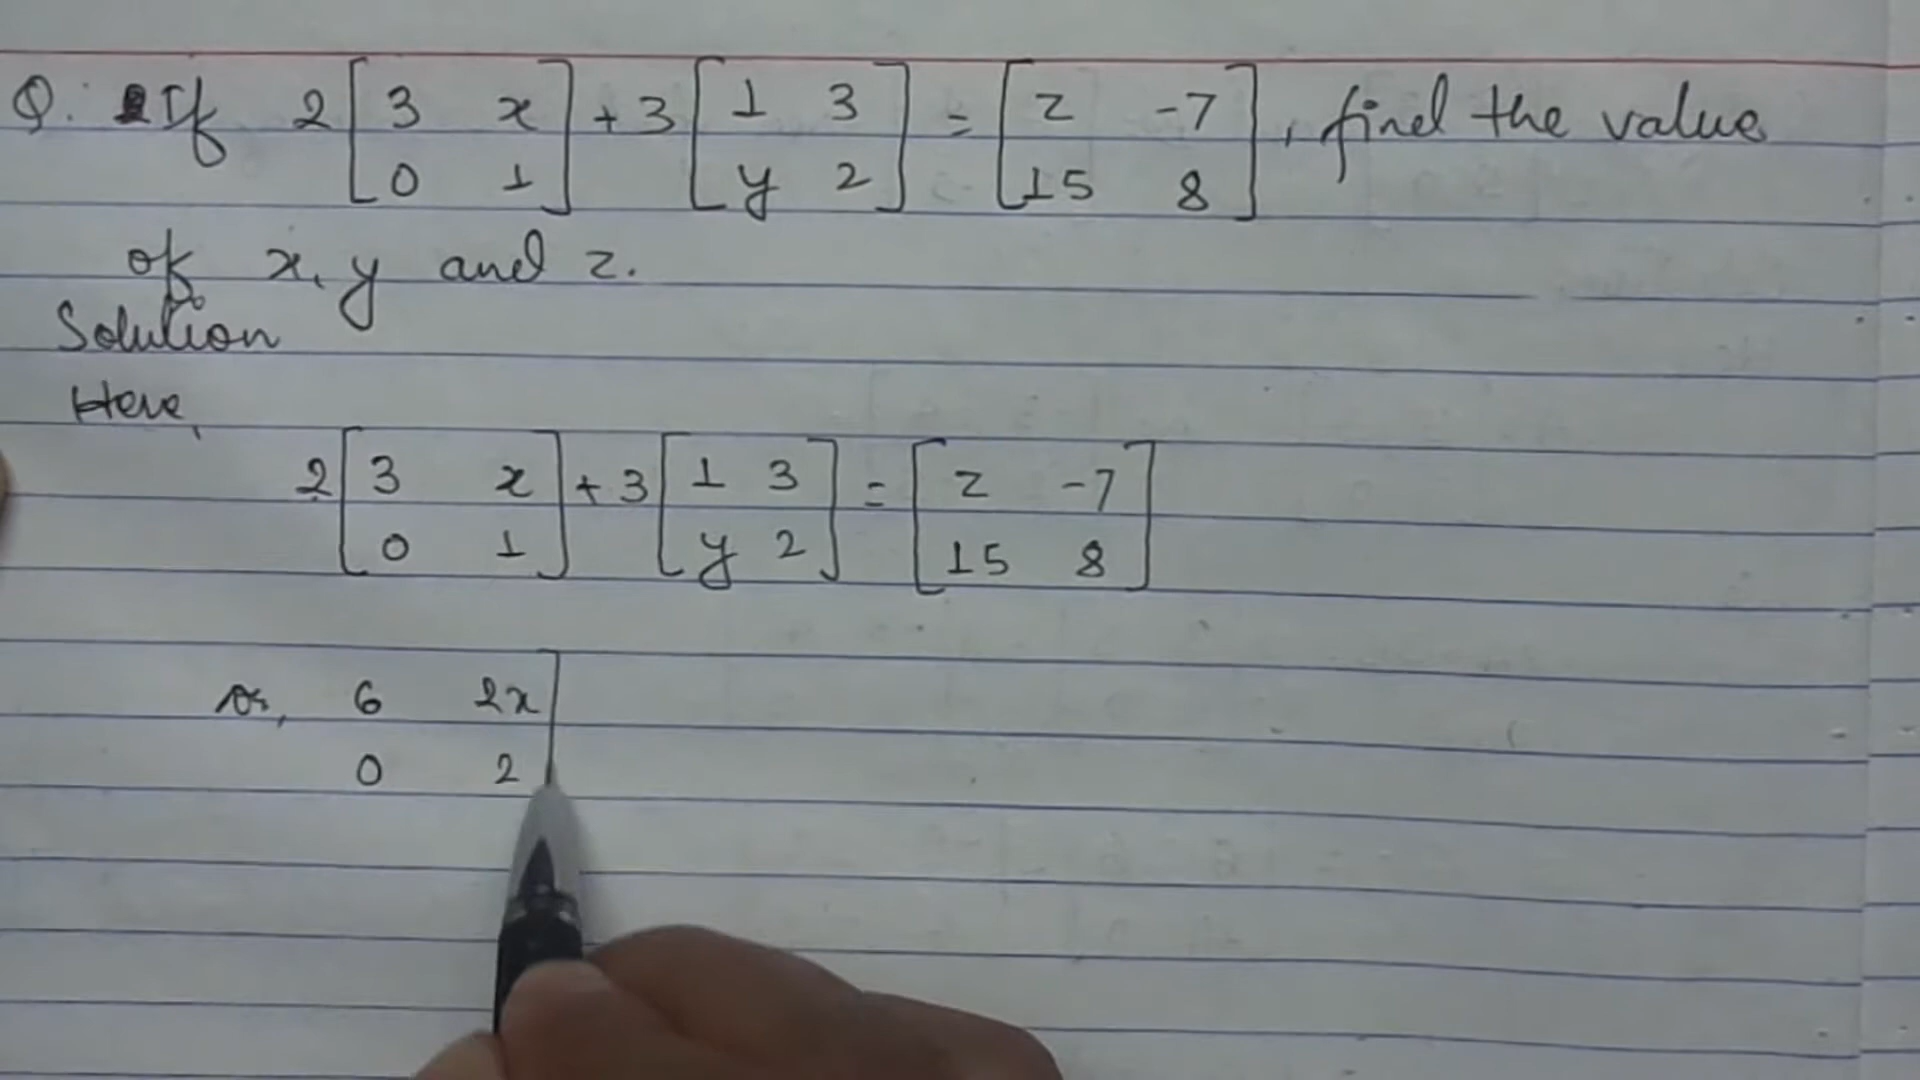 Q. If 2[3 x] + 3[1 3] = [z -7], find the value
[0 1] [y 2] [15 8]
of x, y and z.
Solution
Here,
2[3 x] + 3[1 3] = [z -7]
[0 1] [y 2] [15 8]
or, 6 2x
0 2